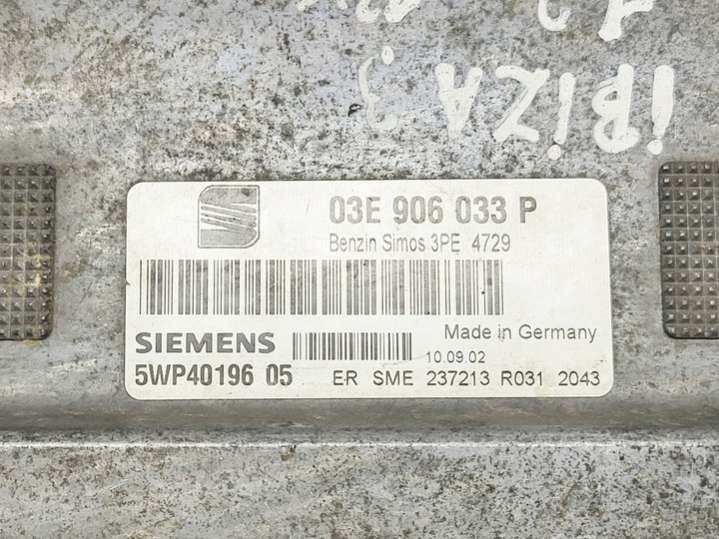 iBiZA 3
03E 906 033 P
Benzin Simos 3PE 4729
SIEMENS
Made in Germany
10.09.02
5WP40196 05
ER SME 237213 R031 2043